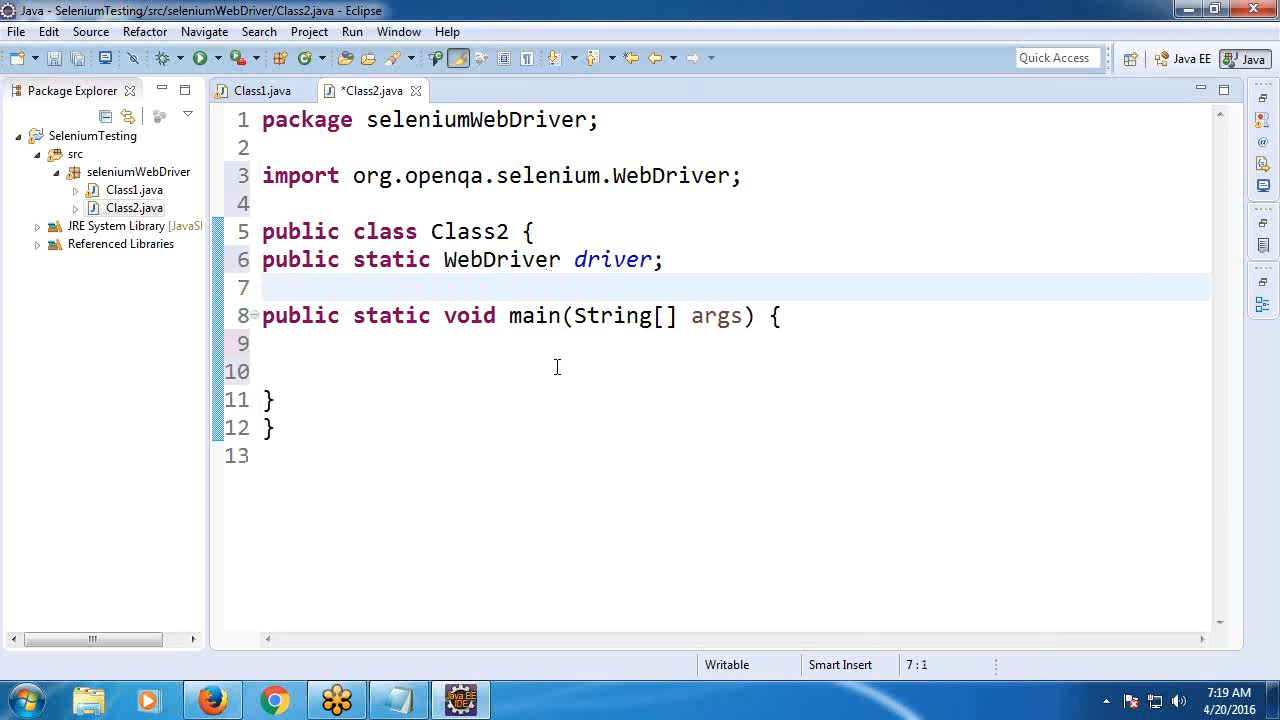 Java - SeleniumTesting/src/seleniumWebDriver/Class2.java - Eclipse
File Edit Source Refactor Navigate Search Project Run Window Help
Quick Access Java EE Java
Package Explorer
SeleniumTesting
src
seleniumWebDriver
Class1.java
Class2.java
JRE System Library [JavaSI
Referenced Libraries
Class1.java *Class2.java
1 package seleniumWebDriver;
2
3 import org.openqa.selenium.WebDriver;
4
5 public class Class2 {
6 public static WebDriver driver;
7
8 public static void main(String[] args) {
9
10
11 }
12 }
13
Writable Smart Insert 7 : 1
Java EE
IDE
7:19 AM
4/20/2016